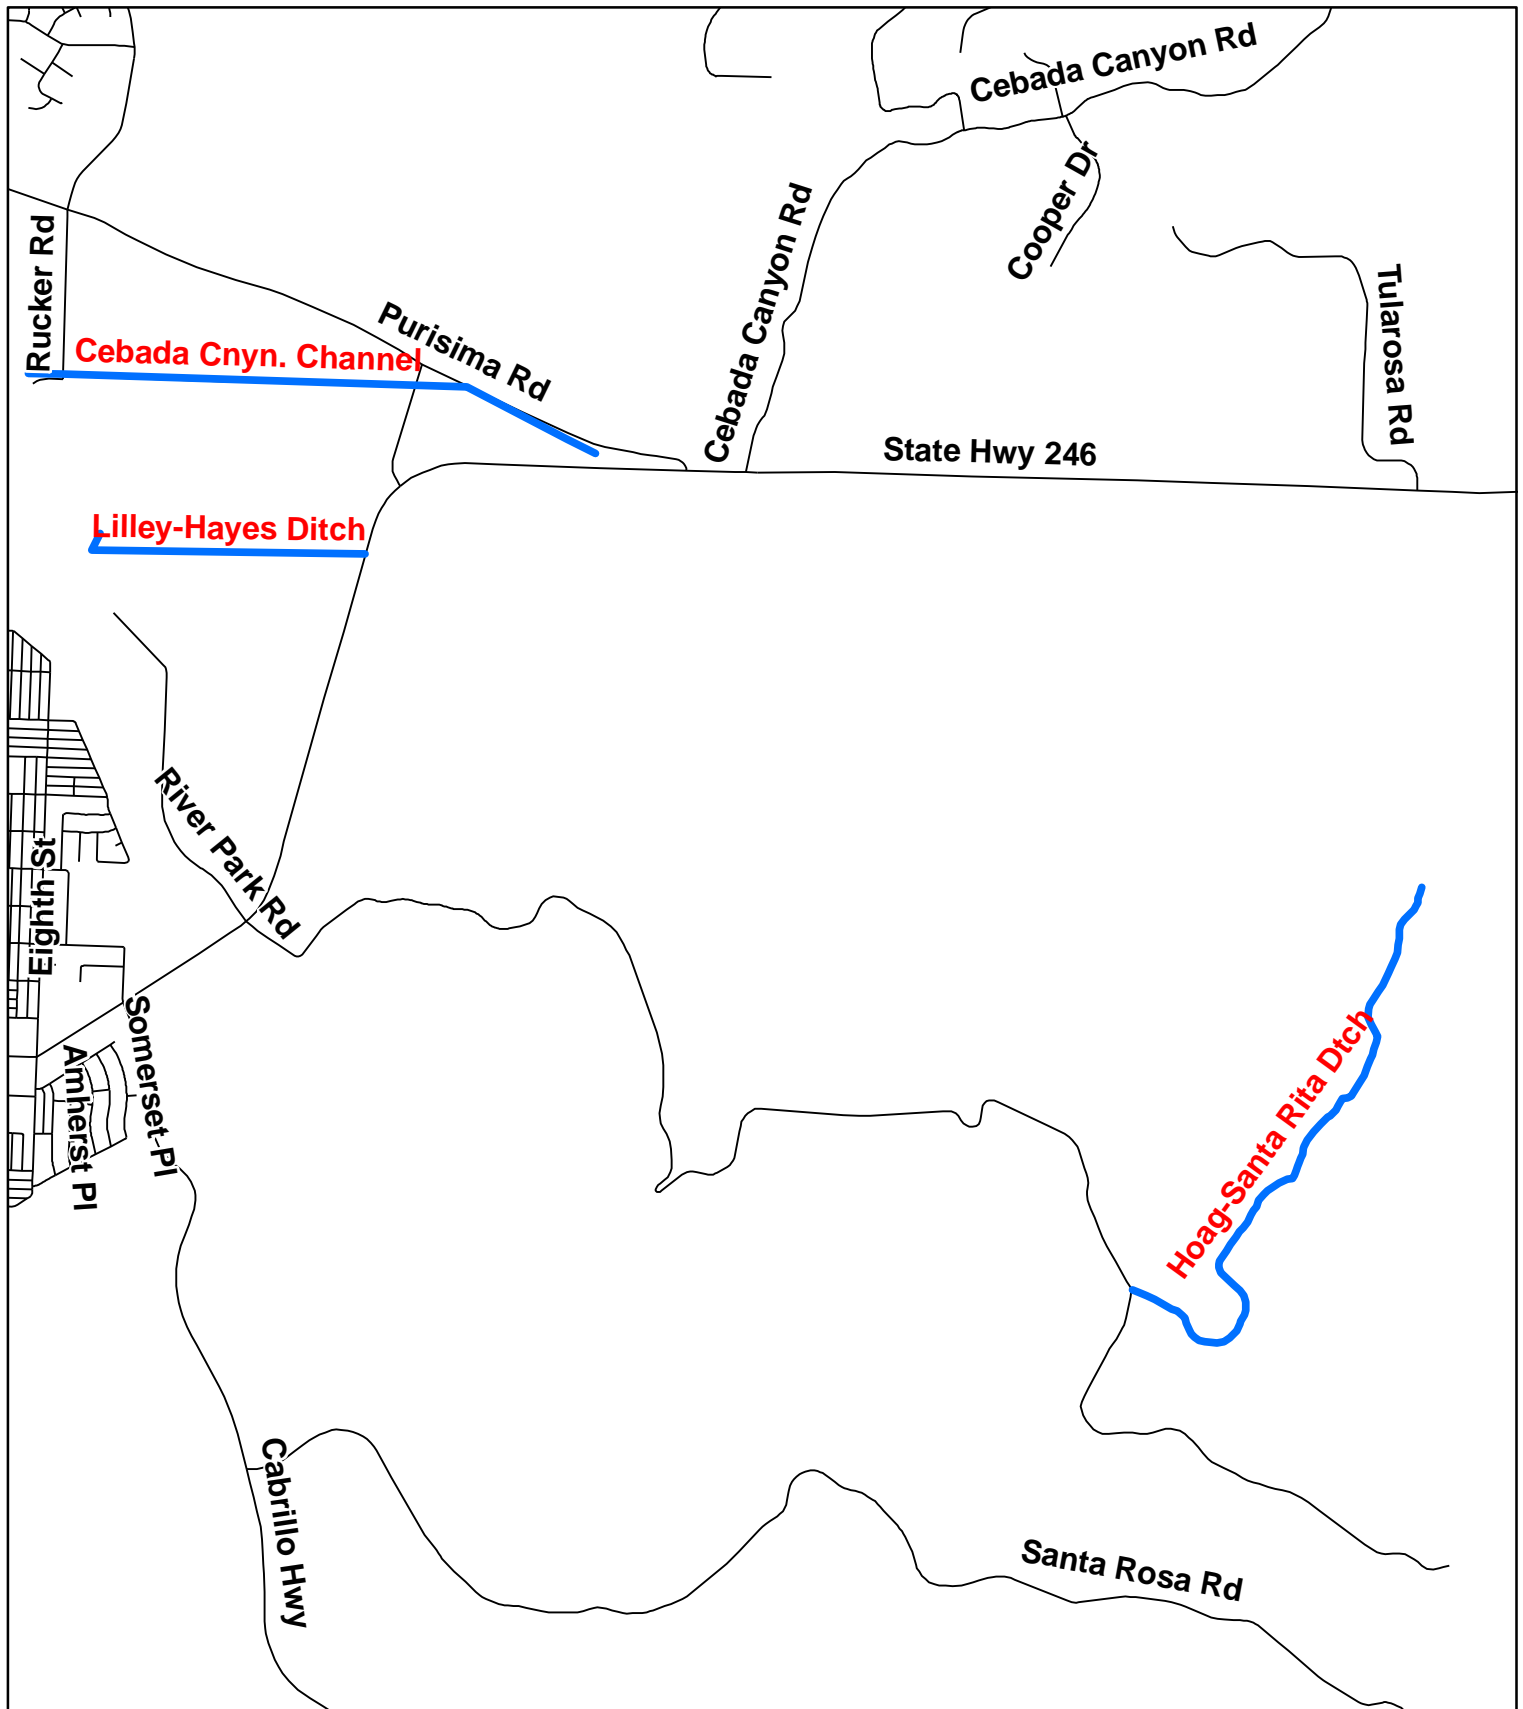 Cebada Canyon Rd
Cooper Dr
Rucker Rd
Cebada Canyon Rd
Tularosa Rd
Purisima Rd
Cebada Cnyn. Channel
State Hwy 246
Lilley-Hayes Ditch
River Park Rd
Eighth St
Somerset Pl
Amherst Pl
Hoag-Santa Rita Dtch
Cabrillo Hwy
Santa Rosa Rd